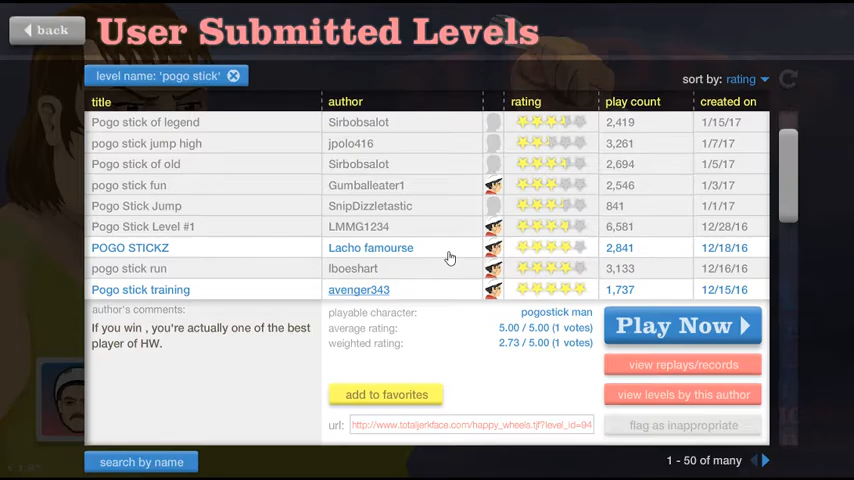 back
User Submitted Levels
level name: 'pogo stick'
sort by: rating
title author rating play count created on
Pogo stick of legend Sirbobsalot 2,419 1/15/17
pogo stick jump high jpolo416 3,261 1/7/17
Pogo stick of old Sirbobsalot 2,694 1/5/17
pogo stick fun Gumballeater1 2,546 1/3/17
Pogo Stick Jump SnipDizzletastic 841 1/1/17
Pogo Stick Level #1 LMMG1234 6,581 12/28/16
POGO STICKZ Lacho famourse 2,841 12/18/16
pogo stick run lboeshart 3,133 12/16/16
Pogo stick training avenger343 1,737 12/15/16
author's comments:
If you win , you're actually one of the best
player of HW.
playable character: pogostick man
average rating: 5.00 / 5.00 (1 votes)
weighted rating: 2.73 / 5.00 (1 votes)
add to favorites
url: http://www.totaljerkface.com/happy_wheels.tjf?level_id=94
Play Now
view replays/records
view levels by this author
flag as inappropriate
search by name
1 - 50 of many